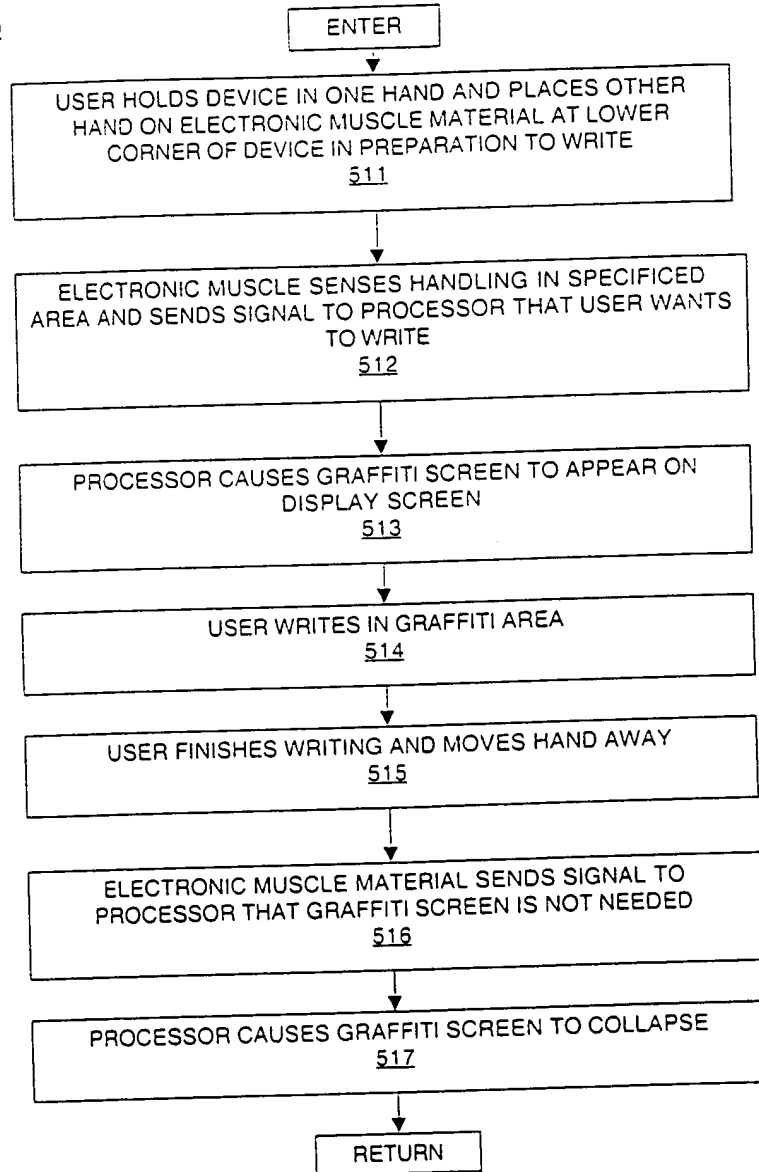 ENTER
USER HOLDS DEVICE IN ONE HAND AND PLACES OTHER
HAND ON ELECTRONIC MUSCLE MATERIAL AT LOWER
CORNER OF DEVICE IN PREPARATION TO WRITE
511
ELECTRONIC MUSCLE SENSES HANDLING IN SPECIFICED
AREA AND SENDS SIGNAL TO PROCESSOR THAT USER WANTS
TO WRITE
512
PROCESSOR CAUSES GRAFFITI SCREEN TO APPEAR ON
DISPLAY SCREEN
513
USER WRITES IN GRAFFITI AREA
514
USER FINISHES WRITING AND MOVES HAND AWAY
515
ELECTRONIC MUSCLE MATERIAL SENDS SIGNAL TO
PROCESSOR THAT GRAFFITI SCREEN IS NOT NEEDED
516
PROCESSOR CAUSES GRAFFITI SCREEN TO COLLAPSE
517
RETURN